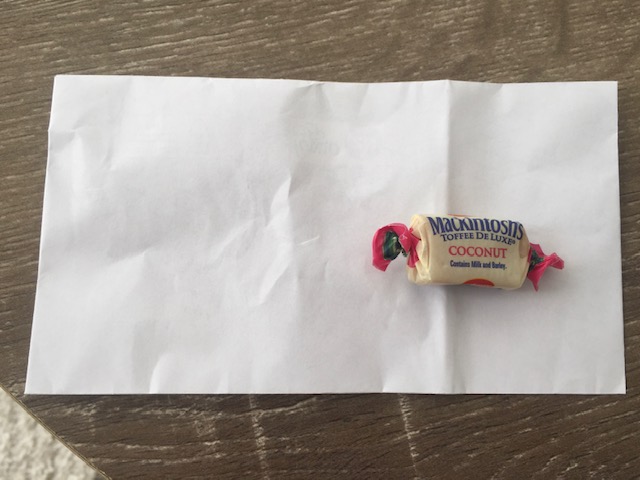 Mackintosh's
TOFFEE DE LUXE
COCONUT
Contains Milk and Barley.